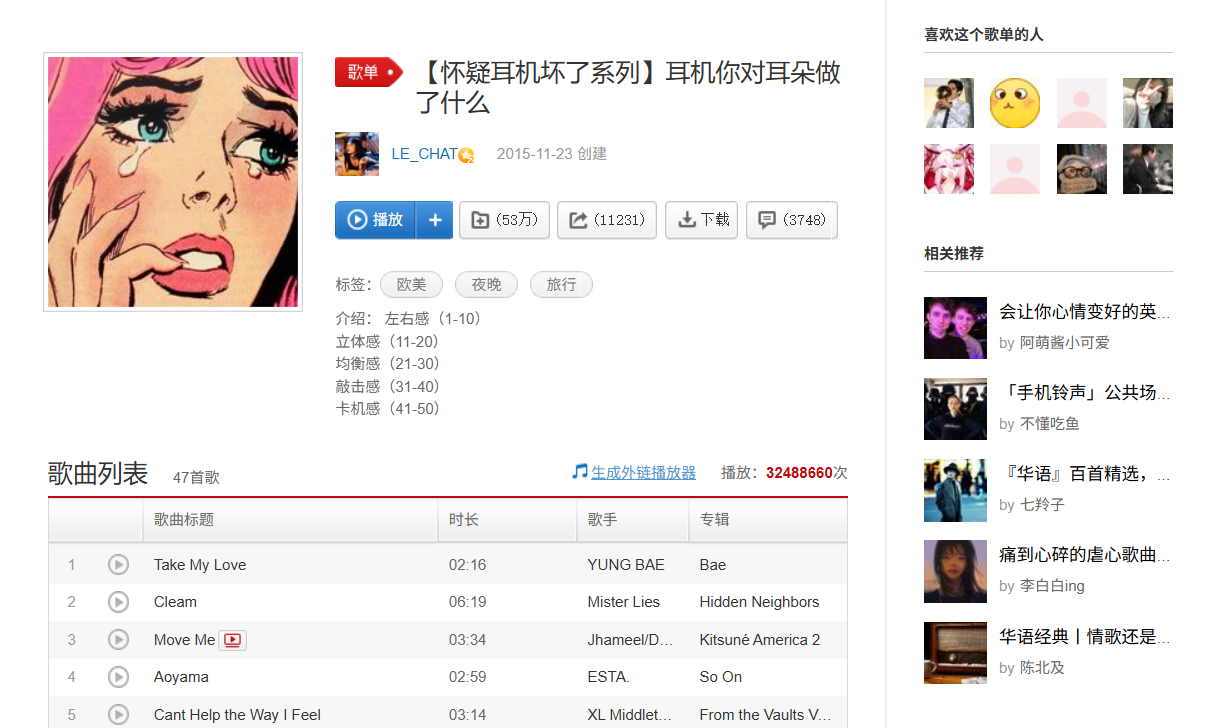 歌单
【怀疑耳机坏了系列】耳机你对耳朵做
了什么
LE_CHAT 2015-11-23 创建
播放 + (53万) (11231) 下载 (3748)
标签： 欧美 夜晚 旅行
介绍： 左右感（1-10）
立体感（11-20）
均衡感（21-30）
敲击感（31-40）
卡机感（41-50）
歌曲列表 47首歌 生成外链播放器 播放：32488660次
歌曲标题 时长 歌手 专辑
1 Take My Love 02:16 YUNG BAE Bae
2 Cleam 06:19 Mister Lies Hidden Neighbors
3 Move Me 03:34 Jhameel/D... Kitsuné America 2
4 Aoyama 02:59 ESTA. So On
5 Cant Help the Way I Feel 03:14 XL Middlet... From the Vaults V...
喜欢这个歌单的人
相关推荐
会让你心情变好的英...
by 阿萌酱小可爱
「手机铃声」公共场...
by 不懂吃鱼
『华语』百首精选，...
by 七羚子
痛到心碎的虐心歌曲...
by 李白白ing
华语经典丨情歌还是...
by 陈北及